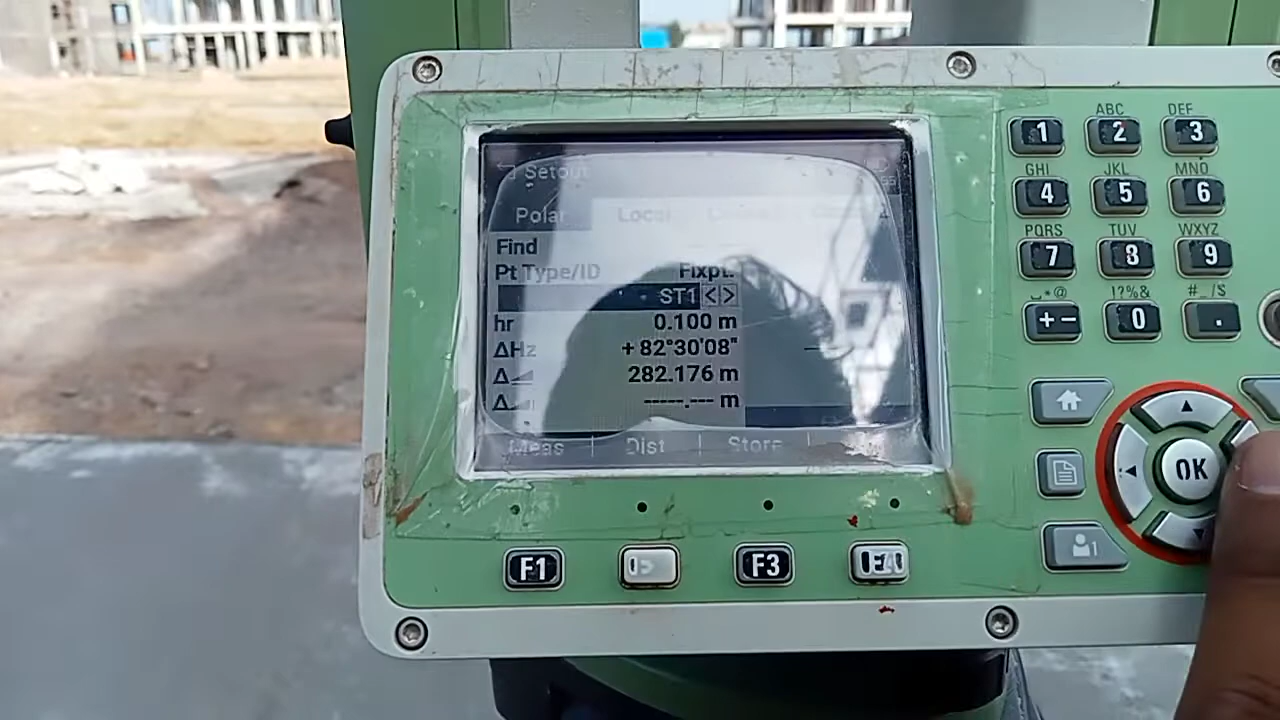 Setout
Polar Local
Find
Pt Type/ID Fixpt.
ST1
hr 0.100 m
ΔHz +82°30'08"
Δ 282.176 m
Δ -----.--- m
Meas Dist Store
F1 F3
ABC DEF
1 2 3
GHI JKL MNO
4 5 6
PQRS TUV WXYZ
7 8 9
␣*@ !?%& #_/$
+- 0 .
OK
1